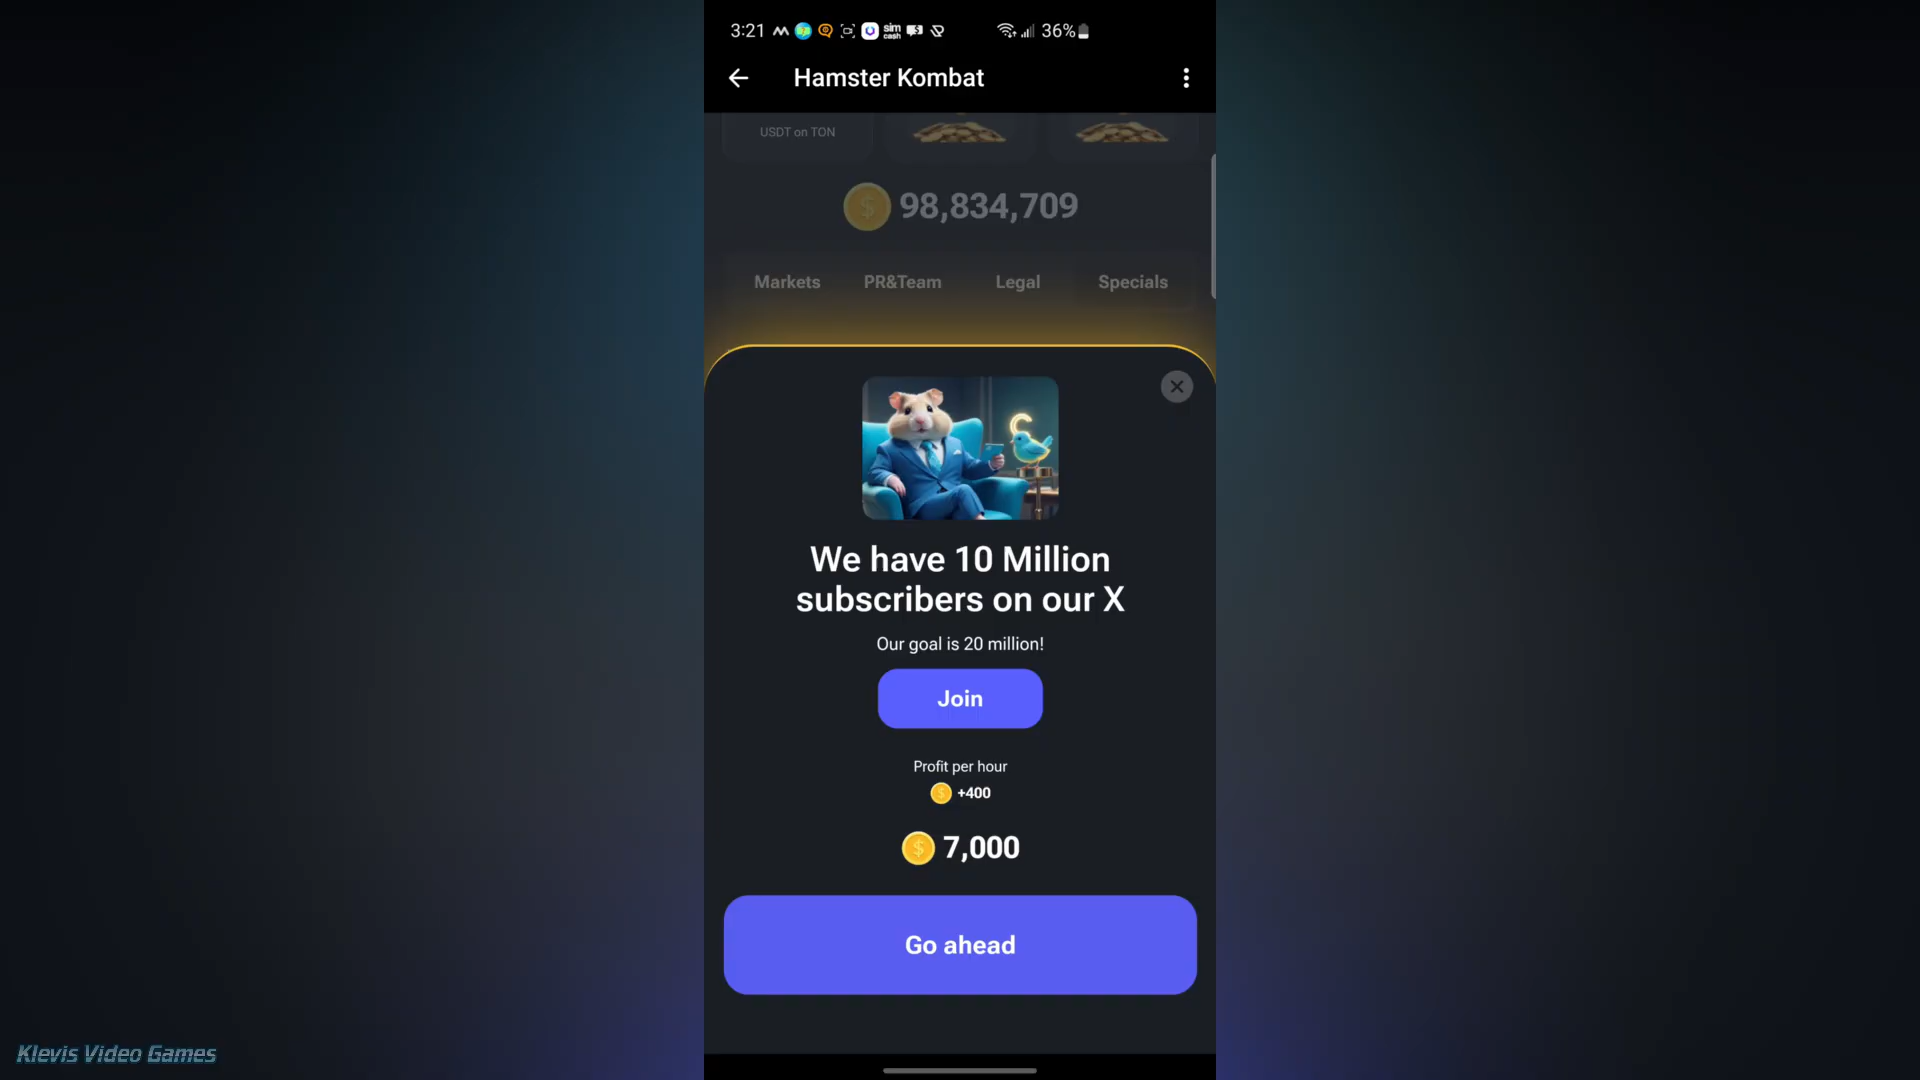 3:21
sim
cash
36%
Hamster Kombat
USDT on TON
98,834,709
Markets PR&Team Legal Specials
We have 10 Million
subscribers on our X
Our goal is 20 million!
Join
Profit per hour
+400
7,000
Go ahead
Klevis Video Games